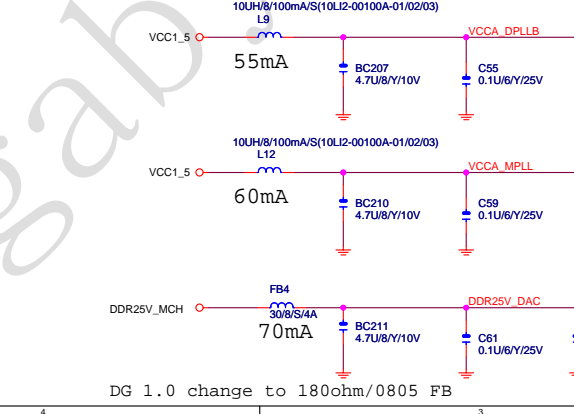 10UH/8/100mA/S(10LI2-00100A-01/02/03)
L9
VCC1_5
VCCA_DPLLB
55mA
BC207
4.7U/8/Y/10V
C55
0.1U/6/Y/25V
10UH/8/100mA/S(10LI2-00100A-01/02/03)
L12
VCC1_5
VCCA_MPLL
60mA
BC210
4.7U/8/Y/10V
C59
0.1U/6/Y/25V
FB4
DDR25V_MCH
DDR25V_DAC
30/8/S/4A
70mA
BC211
4.7U/8/Y/10V
C61
0.1U/6/Y/25V
DG 1.0 change to 180ohm/0805 FB
4
3